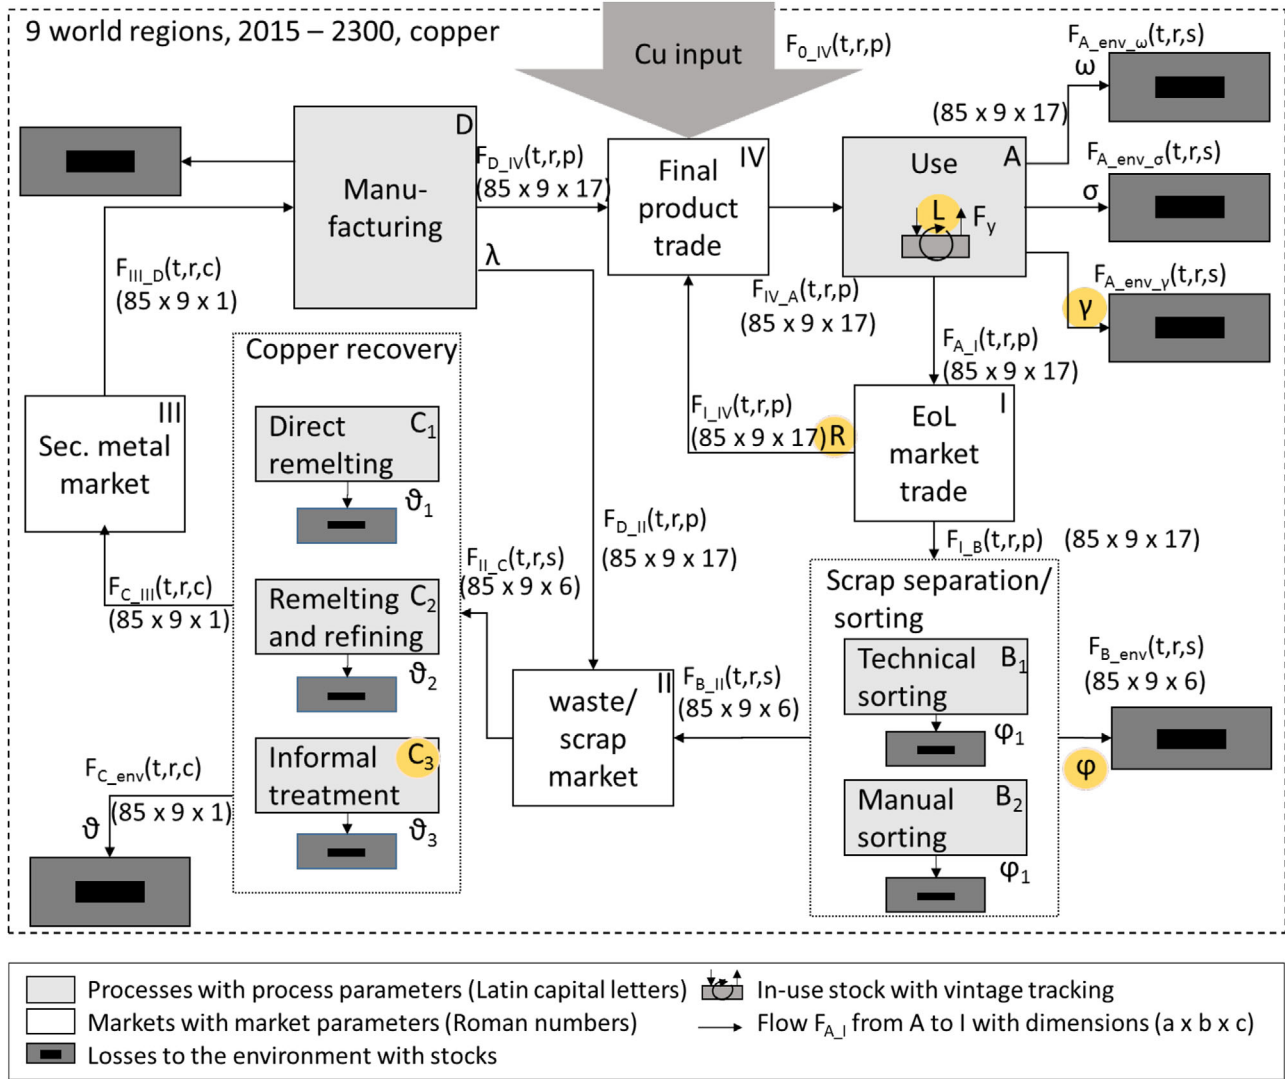 9 world regions, 2015 – 2300, copper
Cu input
F0_IV(t,r,p)
FA_env_ω(t,r,s)
ω
(85 x 9 x 17)
D
Manu-
facturing
FD_IV(t,r,p)
(85 x 9 x 17)
λ
IV
Final
product
trade
A
Use
L
Fy
FA_env_σ(t,r,s)
σ
FA_env_γ(t,r,s)
γ
FIII_D(t,r,c)
(85 x 9 x 1)
FIV_A(t,r,p)
(85 x 9 x 17)
FA_I(t,r,p)
(85 x 9 x 17)
Copper recovery
III
Sec. metal
market
C1
Direct
remelting
ϑ1
FI_IV(t,r,p)
(85 x 9 x 17)
R
I
EoL
market
trade
FD_II(t,r,p)
(85 x 9 x 17)
FI_B(t,r,p) (85 x 9 x 17)
FII_C(t,r,s)
(85 x 9 x 6)
FC_III(t,r,c)
(85 x 9 x 1)
C2
Remelting
and refining
ϑ2
Scrap separation/
sorting
B1
Technical
sorting
φ1
FB_env(t,r,s)
(85 x 9 x 6)
φ
II
waste/
scrap
market
FB_II(t,r,s)
(85 x 9 x 6)
C3
Informal
treatment
ϑ3
B2
Manual
sorting
φ1
FC_env(t,r,c)
(85 x 9 x 1)
ϑ
Processes with process parameters (Latin capital letters)
In-use stock with vintage tracking
Markets with market parameters (Roman numbers)
Flow FA_I from A to I with dimensions (a x b x c)
Losses to the environment with stocks